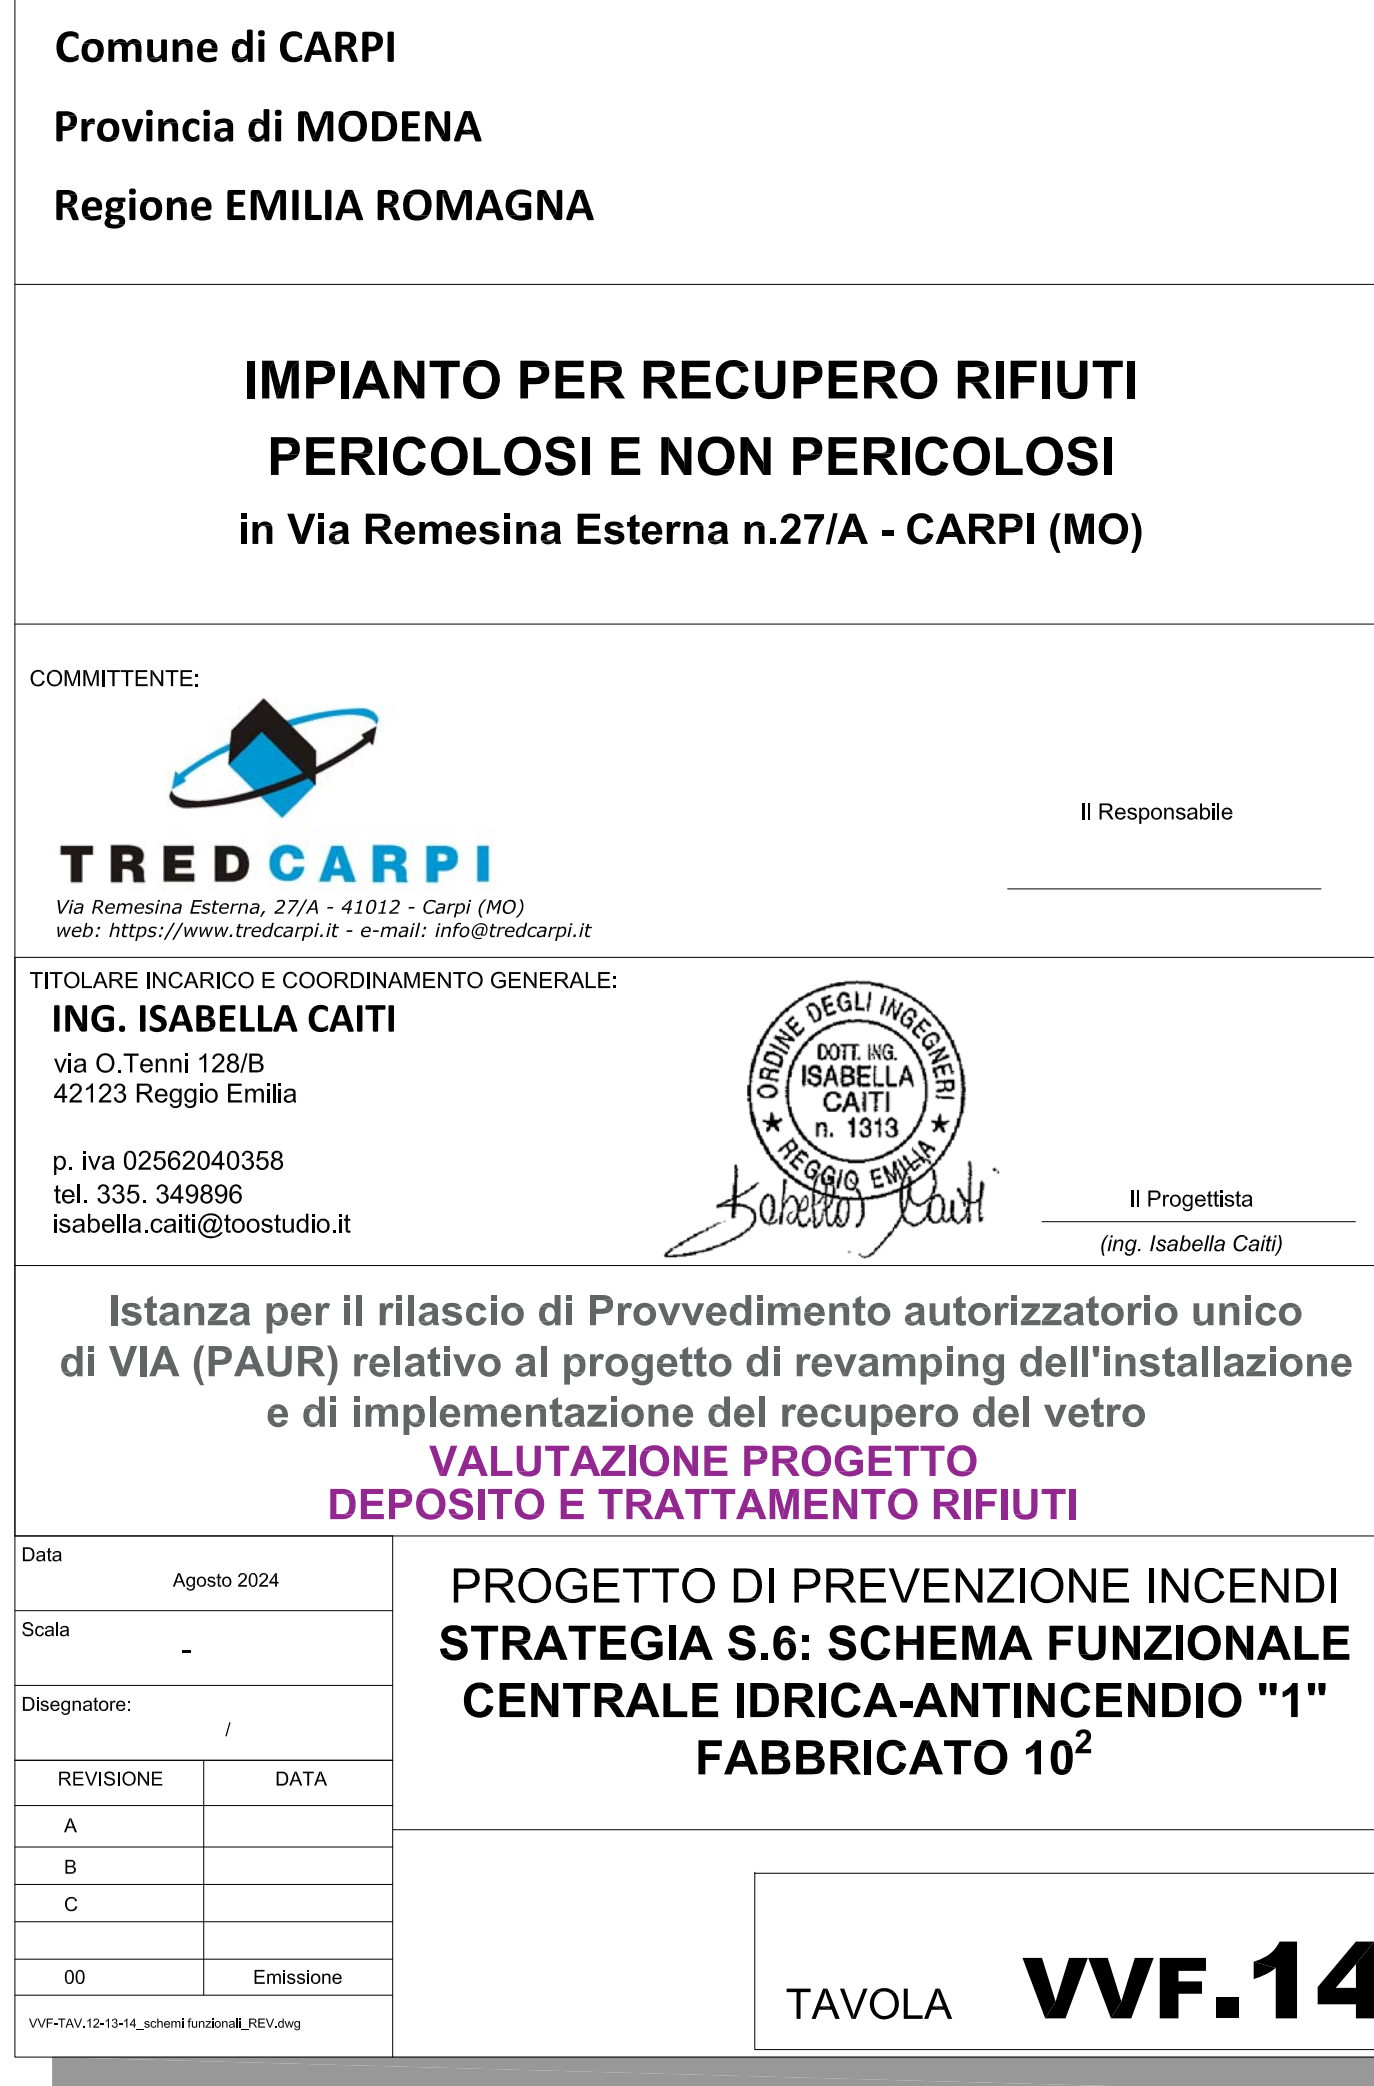 Comune di CARPI
Provincia di MODENA
Regione EMILIA ROMAGNA
IMPIANTO PER RECUPERO RIFIUTI
PERICOLOSI E NON PERICOLOSI
in Via Remesina Esterna n.27/A - CARPI (MO)
COMMITTENTE:
TREDCARPI
Via Remesina Esterna, 27/A - 41012 - Carpi (MO)
web: https://www.tredcarpi.it - e-mail: info@tredcarpi.it
Il Responsabile
TITOLARE INCARICO E COORDINAMENTO GENERALE:
ING. ISABELLA CAITI
via O.Tenni 128/B
42123 Reggio Emilia
p. iva 02562040358
tel. 335. 349896
isabella.caiti@toostudio.it
ORDINE DEGLI INGEGNERI
DOTT. ING.
ISABELLA
CAITI
n. 1313
★ REGGIO EMILIA ★
Isabella Caiti
Il Progettista
(ing. Isabella Caiti)
Istanza per il rilascio di Provvedimento autorizzatorio unico
di VIA (PAUR) relativo al progetto di revamping dell'installazione
e di implementazione del recupero del vetro
VALUTAZIONE PROGETTO
DEPOSITO E TRATTAMENTO RIFIUTI
Data
Agosto 2024
Scala
-
Disegnatore:
/
REVISIONE DATA
A
B
C
00 Emissione
VVF-TAV.12-13-14_schemi funzionali_REV.dwg
PROGETTO DI PREVENZIONE INCENDI
STRATEGIA S.6: SCHEMA FUNZIONALE
CENTRALE IDRICA-ANTINCENDIO "1"
FABBRICATO 10²
TAVOLA VVF.14